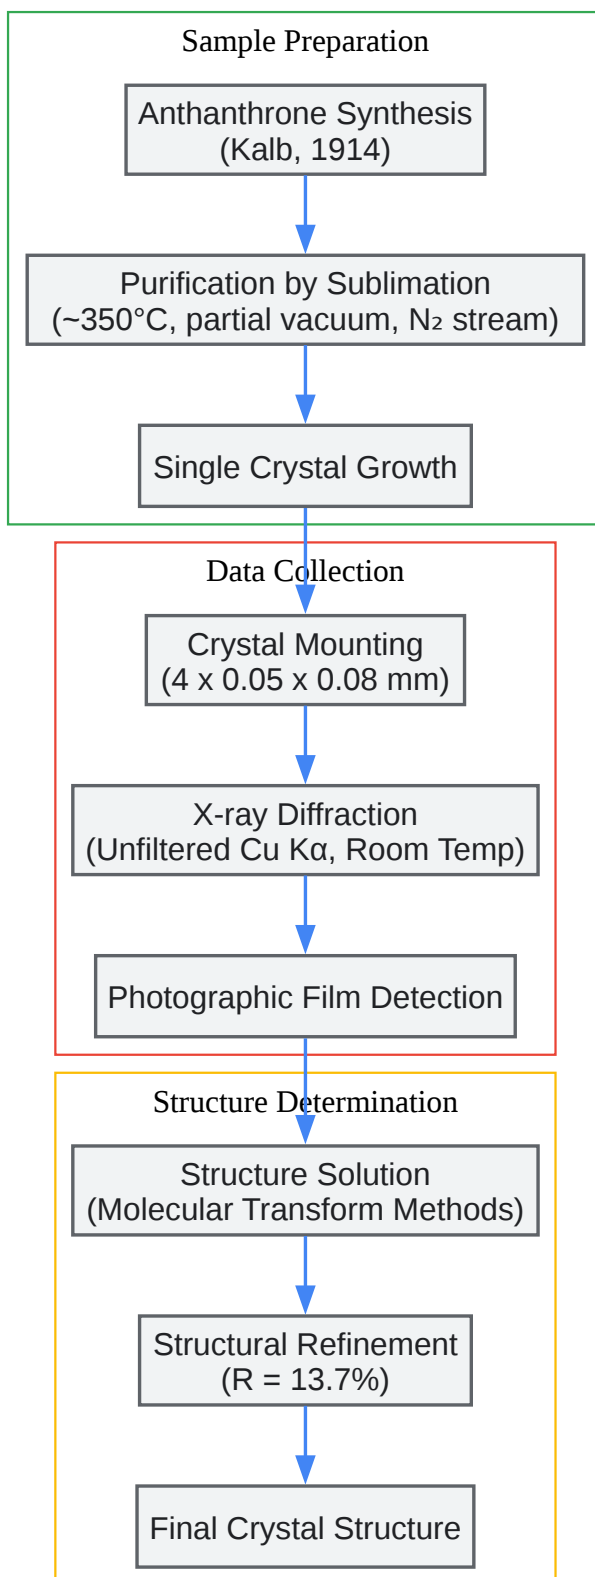 Sample Preparation
Anthanthrone Synthesis
(Kalb, 1914)
Purification by Sublimation
(~350°C, partial vacuum, N₂ stream)
Single Crystal Growth
Data Collection
Crystal Mounting
(4 x 0.05 x 0.08 mm)
X-ray Diffraction
(Unfiltered Cu Kα, Room Temp)
Photographic Film Detection
Structure Determination
Structure Solution
(Molecular Transform Methods)
Structural Refinement
(R = 13.7%)
Final Crystal Structure